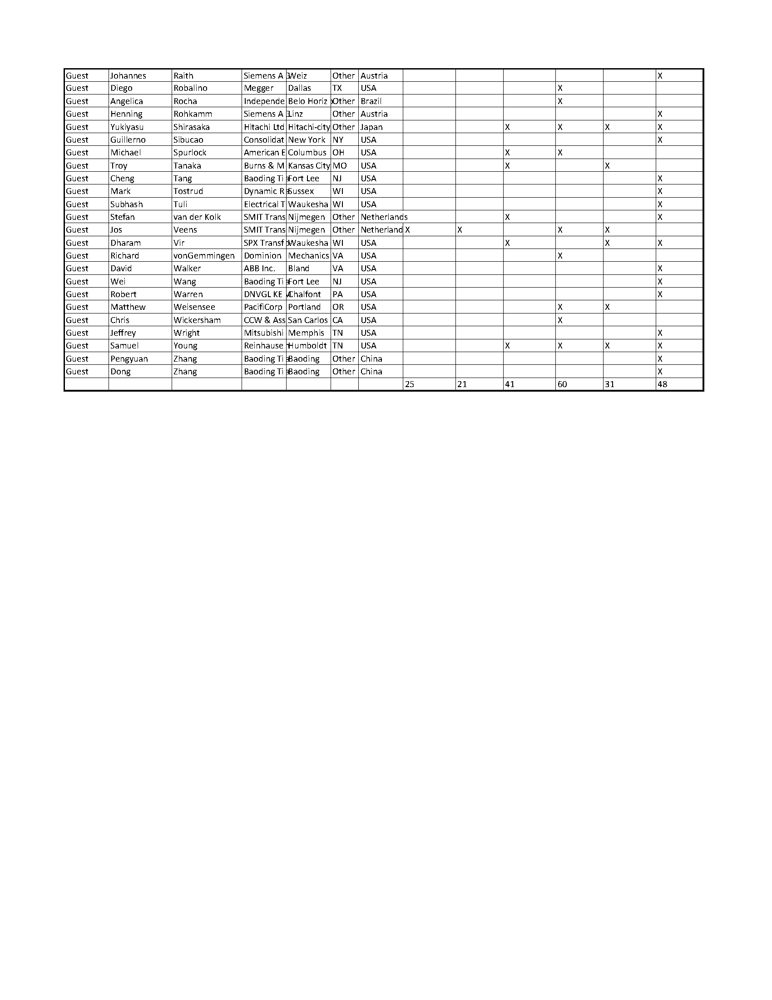 Guest Johannes Raith Siemens A Weiz Other Austria X
Guest Diego Robalino Megger Dallas TX USA X
Guest Angelica Rocha Independe Belo Horiz Other Brazil X
Guest Henning Rohkamm Siemens A Linz Other Austria X
Guest Yukiyasu Shirasaka Hitachi Ltd Hitachi-city Other Japan X X X X
Guest Guillerno Sibucao Consolidat New York NY USA X
Guest Michael Spurlock American E Columbus OH USA X X
Guest Troy Tanaka Burns & M Kansas City MO USA X X
Guest Cheng Tang Baoding Ti Fort Lee NJ USA X
Guest Mark Tostrud Dynamic R Sussex WI USA X
Guest Subhash Tuli Electrical T Waukesha WI USA X
Guest Stefan van der Kolk SMIT Trans Nijmegen Other Netherlands X X
Guest Jos Veens SMIT Trans Nijmegen Other Netherland X X X X
Guest Dharam Vir SPX Transf Waukesha WI USA X X X
Guest Richard vonGemmingen Dominion Mechanics VA USA X
Guest David Walker ABB Inc. Bland VA USA X
Guest Wei Wang Baoding Ti Fort Lee NJ USA X
Guest Robert Warren DNVGL KE Chalfont PA USA X
Guest Matthew Weisensee PacifiCorp Portland OR USA X X
Guest Chris Wickersham CCW & Ass San Carlos CA USA X
Guest Jeffrey Wright Mitsubishi Memphis TN USA X
Guest Samuel Young Reinhause Humboldt TN USA X X X X
Guest Pengyuan Zhang Baoding Ti Baoding Other China X
Guest Dong Zhang Baoding Ti Baoding Other China X
25 21 41 60 31 48